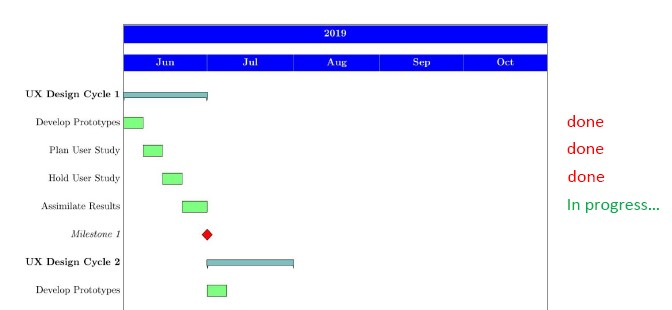 2019
Jun Jul Aug Sep Oct
UX Design Cycle 1
Develop Prototypes done
Plan User Study done
Hold User Study done
Assimilate Results In progress...
Milestone 1
UX Design Cycle 2
Develop Prototypes